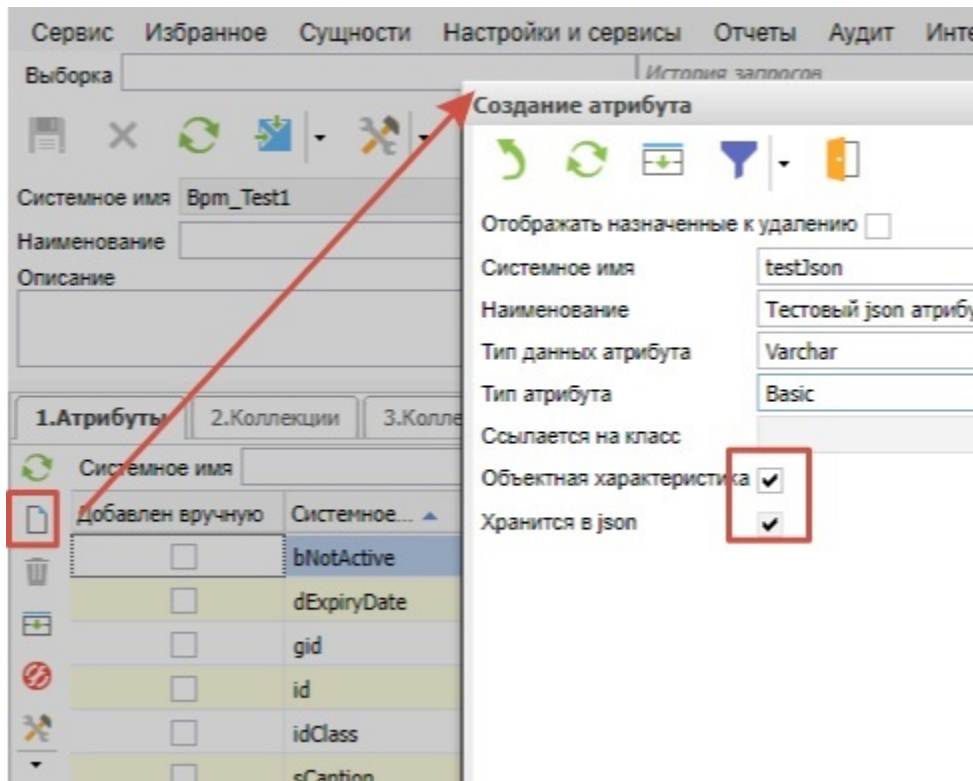 Сервис Избранное Сущности Настройки и сервисы Отчеты Аудит
Выборка
История запросов
Создание атрибута
Системное имя Bpm_Test1
Наименование
Описание
Отображать назначенные к удалению
Системное имя testJson
Наименование Тестовый json
Тип данных атрибута Varchar
Тип атрибута Basic
Ссылается на класс
Объектная характеристика
Хранится в json
1.Атрибуты 2.Коллекции
Системное имя
Добавлен вручную Системное...
bNotActive
dExpiryDate
gid
id
idClass
sCaption